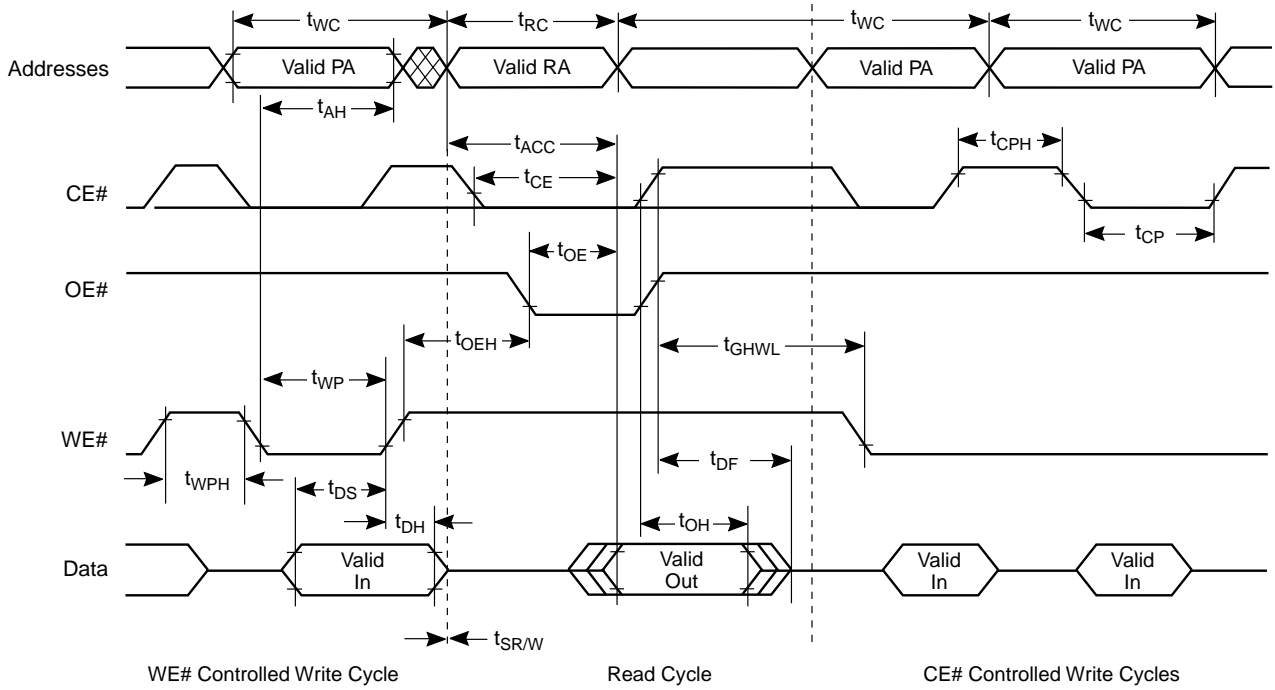 tWC tRC tWC tWC
Addresses Valid PA Valid RA Valid PA Valid PA
tAH
tACC tCPH
tCE
CE#
tOE tCP
OE#
tOEH tGHWL
tWP
WE#
tWPH tDS tDF
tDH tOH
Data Valid In Valid Out Valid In Valid In
tSR/W
WE# Controlled Write Cycle Read Cycle CE# Controlled Write Cycles